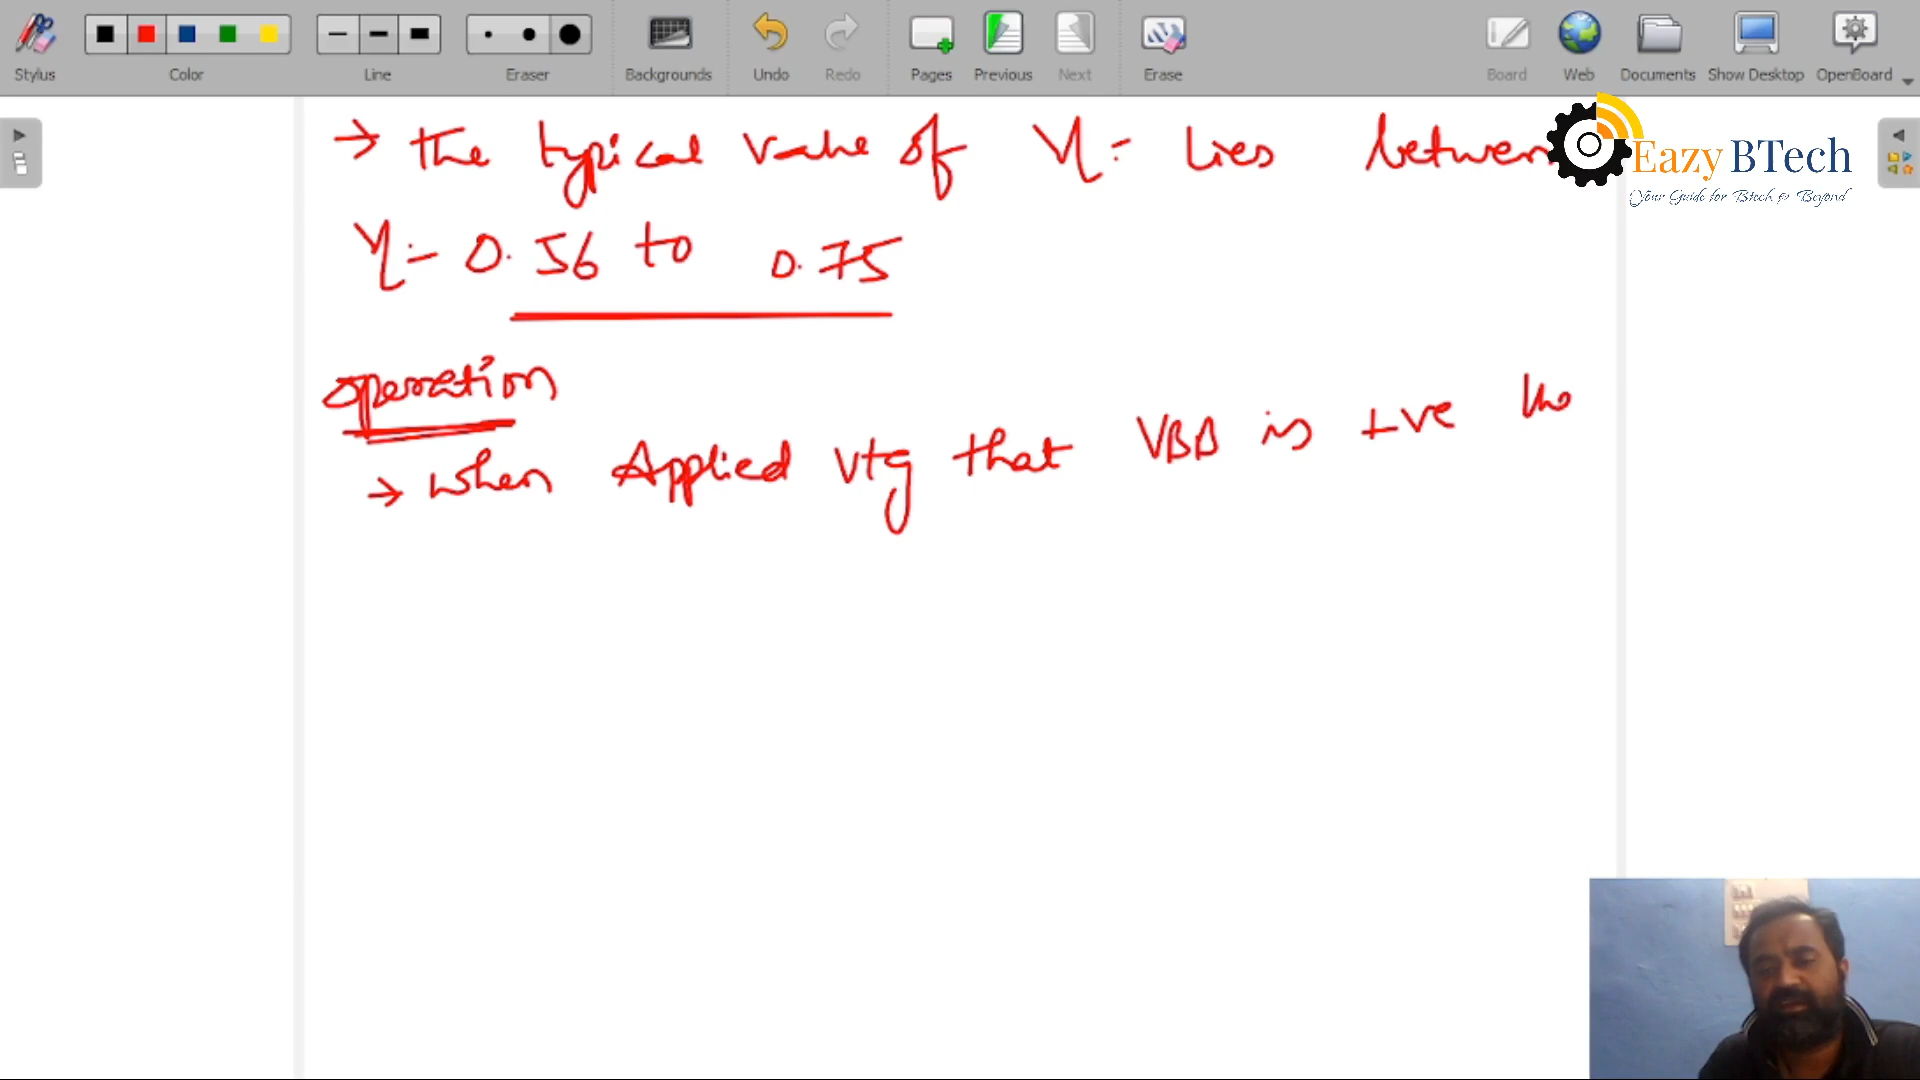 Stylus Color Line Eraser Backgrounds Undo Redo Pages Previous Next Erase Board Web Documents Show Desktop OpenBoard
→ the typical value of η = lies between
Eazy BTech
Your Guide for Btech & Beyond
η = 0.56 to 0.75
operation
→ when Applied vtg that VBB is +ve